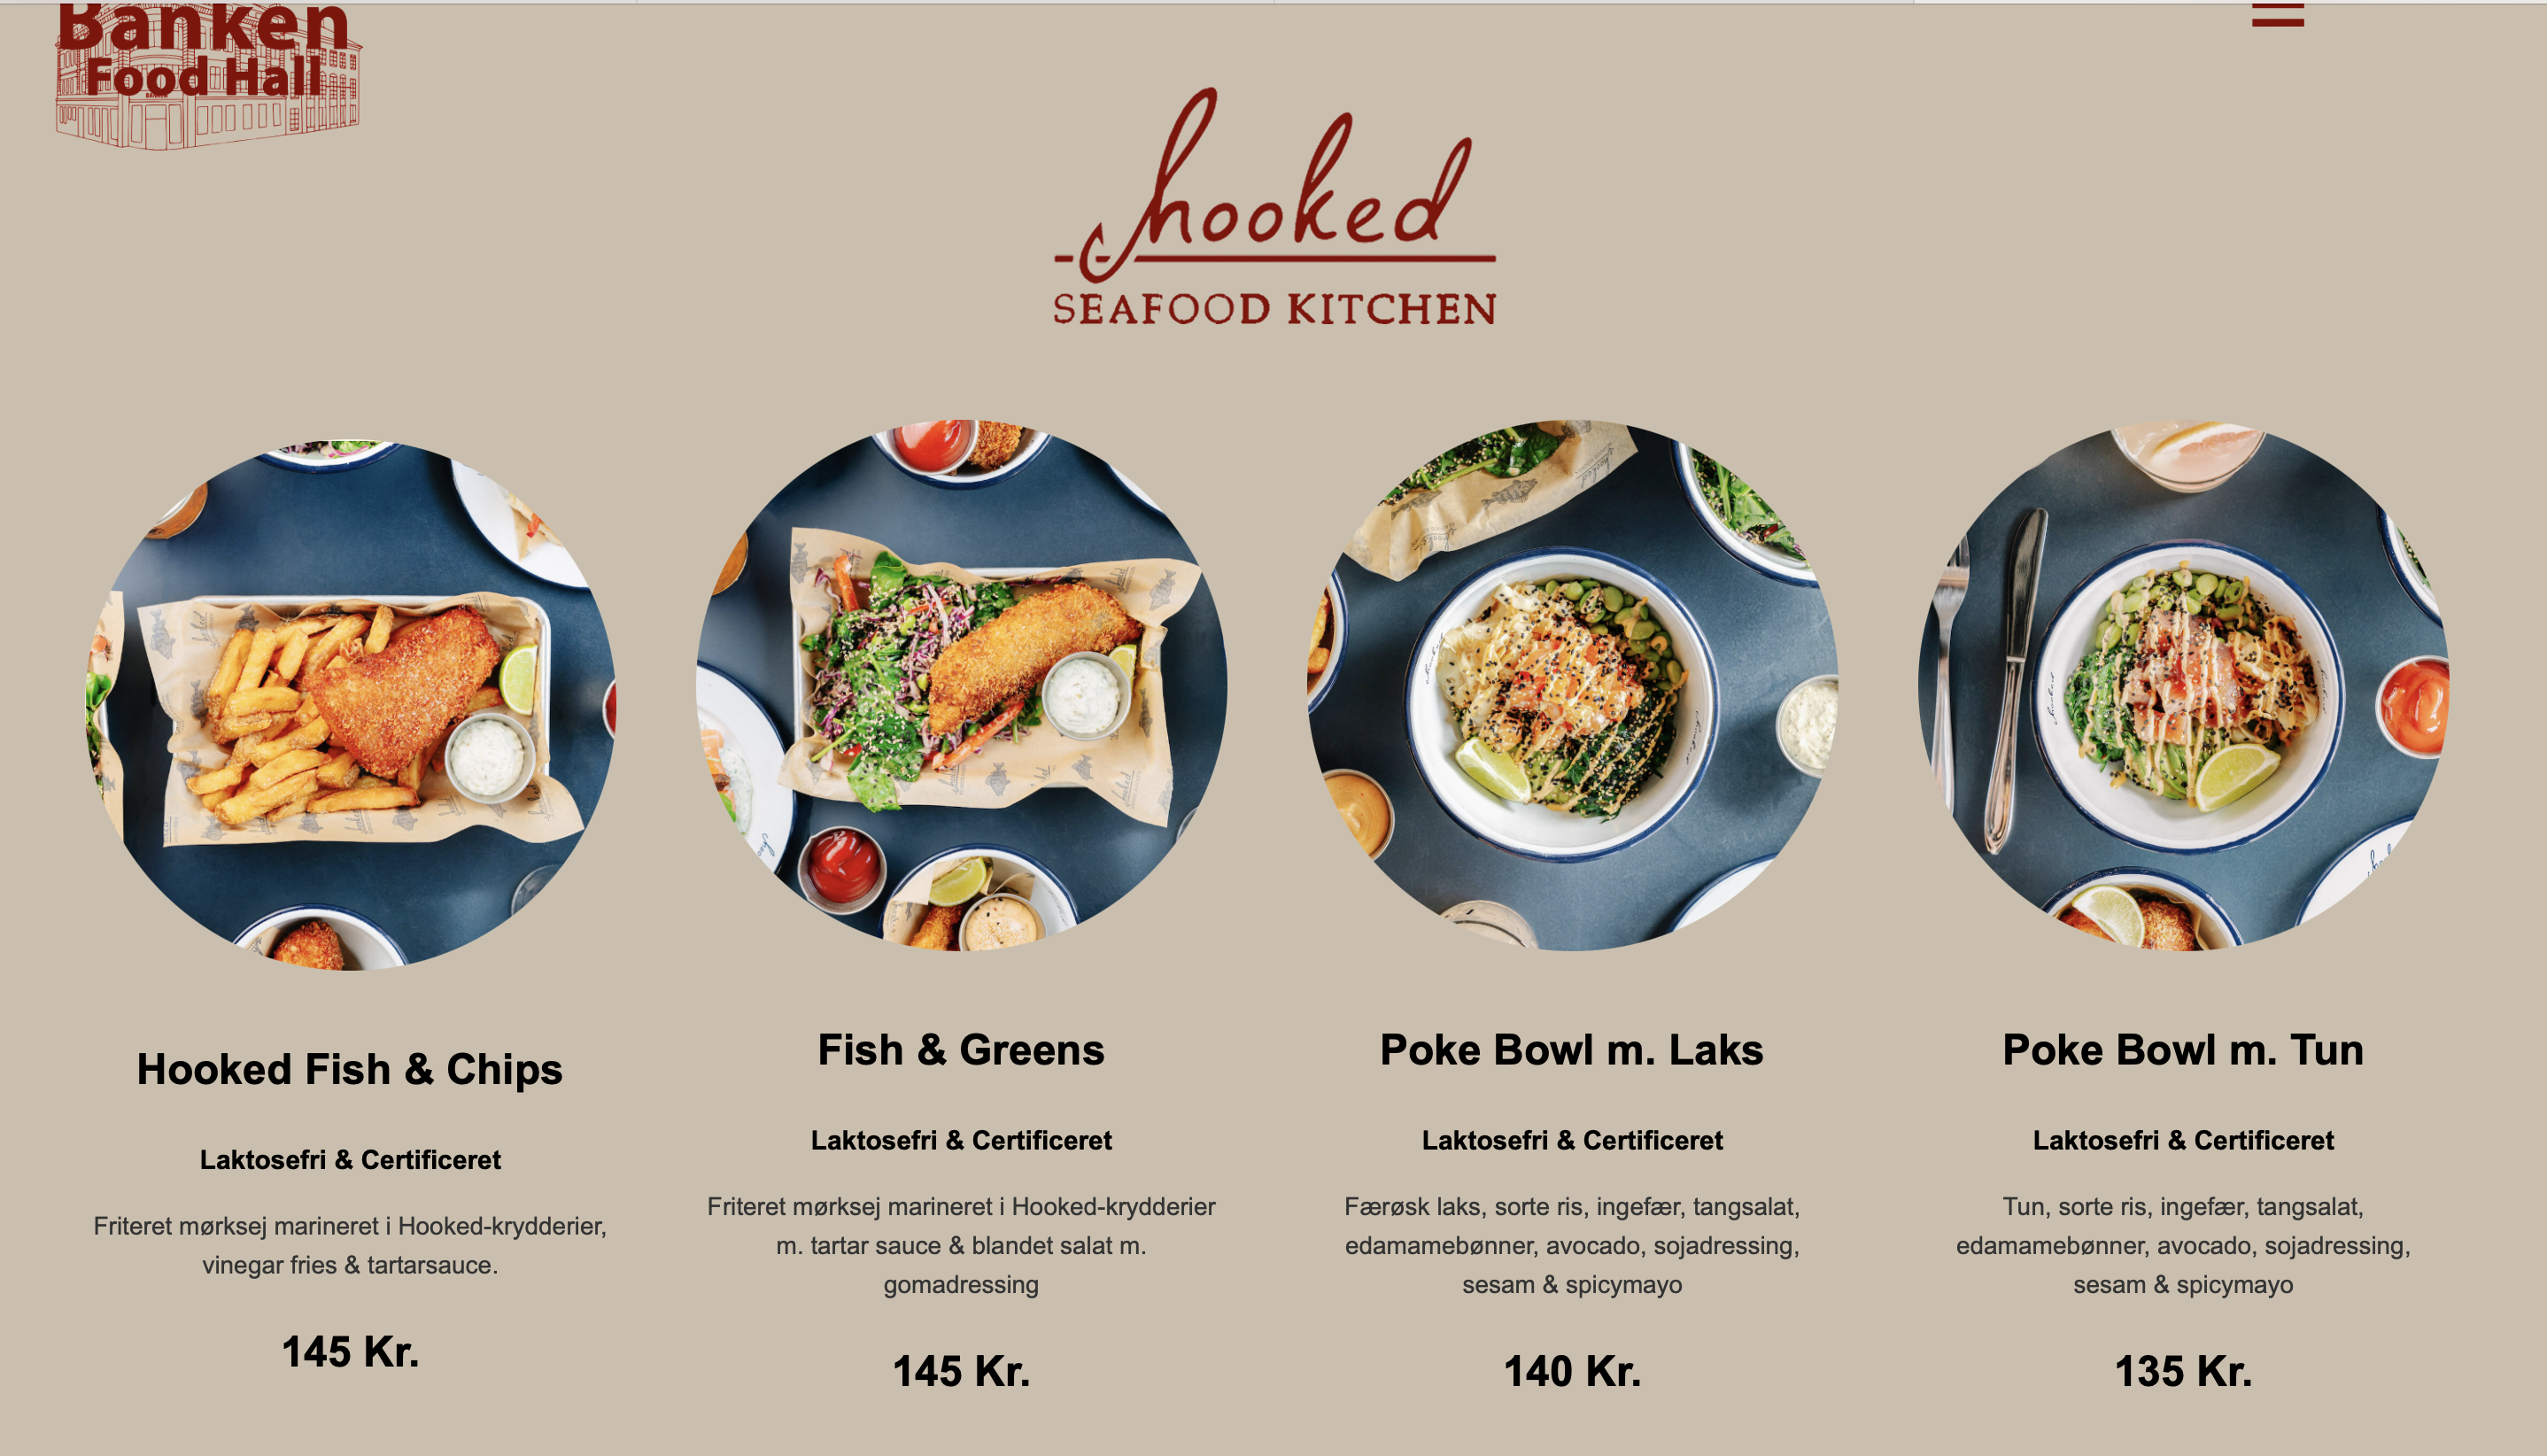 Banken
Food Hall
hooked
SEAFOOD KITCHEN
Hooked Fish & Chips
Laktosefri & Certificeret
Friteret mørksej marineret i Hooked-krydderier,
vinegar fries & tartarsauce.
145 Kr.
Fish & Greens
Laktosefri & Certificeret
Friteret mørksej marineret i Hooked-krydderier
m. tartar sauce & blandet salat m.
gomadressing
145 Kr.
Poke Bowl m. Laks
Laktosefri & Certificeret
Færøsk laks, sorte ris, ingefær, tangsalat,
edamamebønner, avocado, sojadressing,
sesam & spicymayo
140 Kr.
Poke Bowl m. Tun
Laktosefri & Certificeret
Tun, sorte ris, ingefær, tangsalat,
edamamebønner, avocado, sojadressing,
sesam & spicymayo
135 Kr.